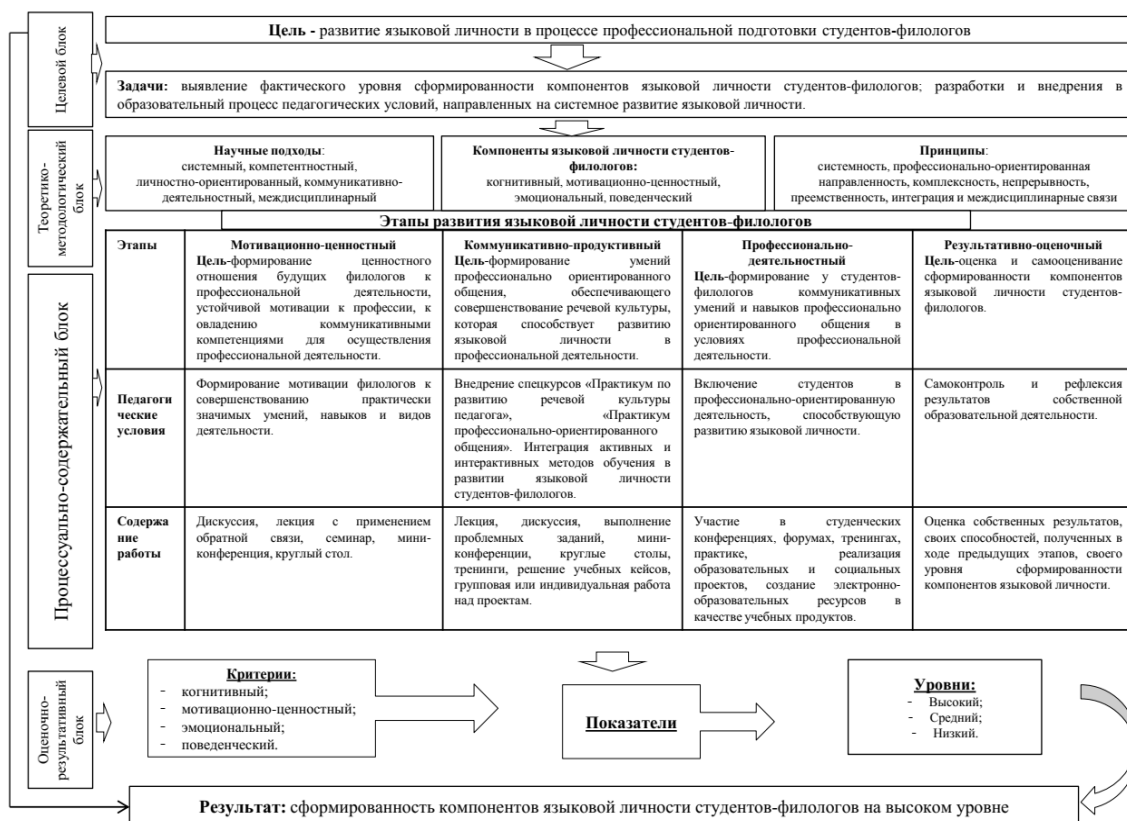 Целевой блок
Цель - развитие языковой личности в процессе профессиональной подготовки студентов-филологов
Задачи: выявление фактического уровня сформированности компонентов языковой личности студентов-филологов; разработки и внедрения в
образовательный процесс педагогических условий, направленных на системное развитие языковой личности.
Теоретико-
методологический
блок
Научные подходы:
системный, компетентностный,
личностно-ориентированный, коммуникативно-
деятельностный, междисциплинарный
Компоненты языковой личности студентов-
филологов:
когнитивный, мотивационно-ценностный,
эмоциональный, поведенческий
Принципы:
системность, профессионально-ориентированная
направленность, комплексность, непрерывность,
преемственность, интеграция и междисциплинарные связи
Этапы развития языковой личности студентов-филологов
Процессуально-содержательный блок
Этапы
Мотивационно-ценностный
Цель-формирование ценностного
отношения будущих филологов к
профессиональной деятельности,
устойчивой мотивации к профессии, к
овладению коммуникативными
компетенциями для осуществления
профессиональной деятельности.
Коммуникативно-продуктивный
Цель-формирование умений
профессионально ориентированного
общения, обеспечивающего
совершенствование речевой культуры,
которая способствует развитию
языковой личности в
профессиональной деятельности.
Профессионально-
деятельностный
Цель-формирование у студентов-
филологов коммуникативных
умений и навыков профессионально
ориентированного общения в
условиях профессиональной
деятельности.
Результативно-оценочный
Цель-оценка и самооценивание
сформированности компонентов
языковой личности студентов-
филологов.
Педагоги
ческие
условия
Формирование мотивации филологов к
совершенствованию практически
значимых умений, навыков и видов
деятельности.
Внедрение спецкурсов «Практикум по
развитию речевой культуры
педагога», «Практикум
профессионально-ориентированного
общения». Интеграция активных и
интерактивных методов обучения в
развитии языковой личности
студентов-филологов.
Включение студентов в
профессионально-ориентированную
деятельность, способствующую
развитию языковой личности.
Самоконтроль и рефлексия
результатов собственной
образовательной деятельности.
Содержа
ние
работы
Дискуссия, лекция с применением
обратной связи, семинар, мини-
конференция, круглый стол.
Лекция, дискуссия, выполнение
проблемных заданий, мини-
конференции, круглые столы,
тренинги, решение учебных кейсов,
групповая или индивидуальная работа
над проектам.
Участие в студенческих
конференциях, форумах, тренингах,
практике, реализация
образовательных и социальных
проектов, создание электронно-
образовательных ресурсов в
качестве учебных продуктов.
Оценка собственных результатов,
своих способностей, полученных в
ходе предыдущих этапов, своего
уровня сформированности
компонентов языковой личности.
Оценочно-
результативный
блок
Критерии:
- когнитивный;
- мотивационно-ценностный;
- эмоциональный;
- поведенческий.
Показатели
Уровни:
- Высокий;
- Средний;
- Низкий.
Результат: сформированность компонентов языковой личности студентов-филологов на высоком уровне